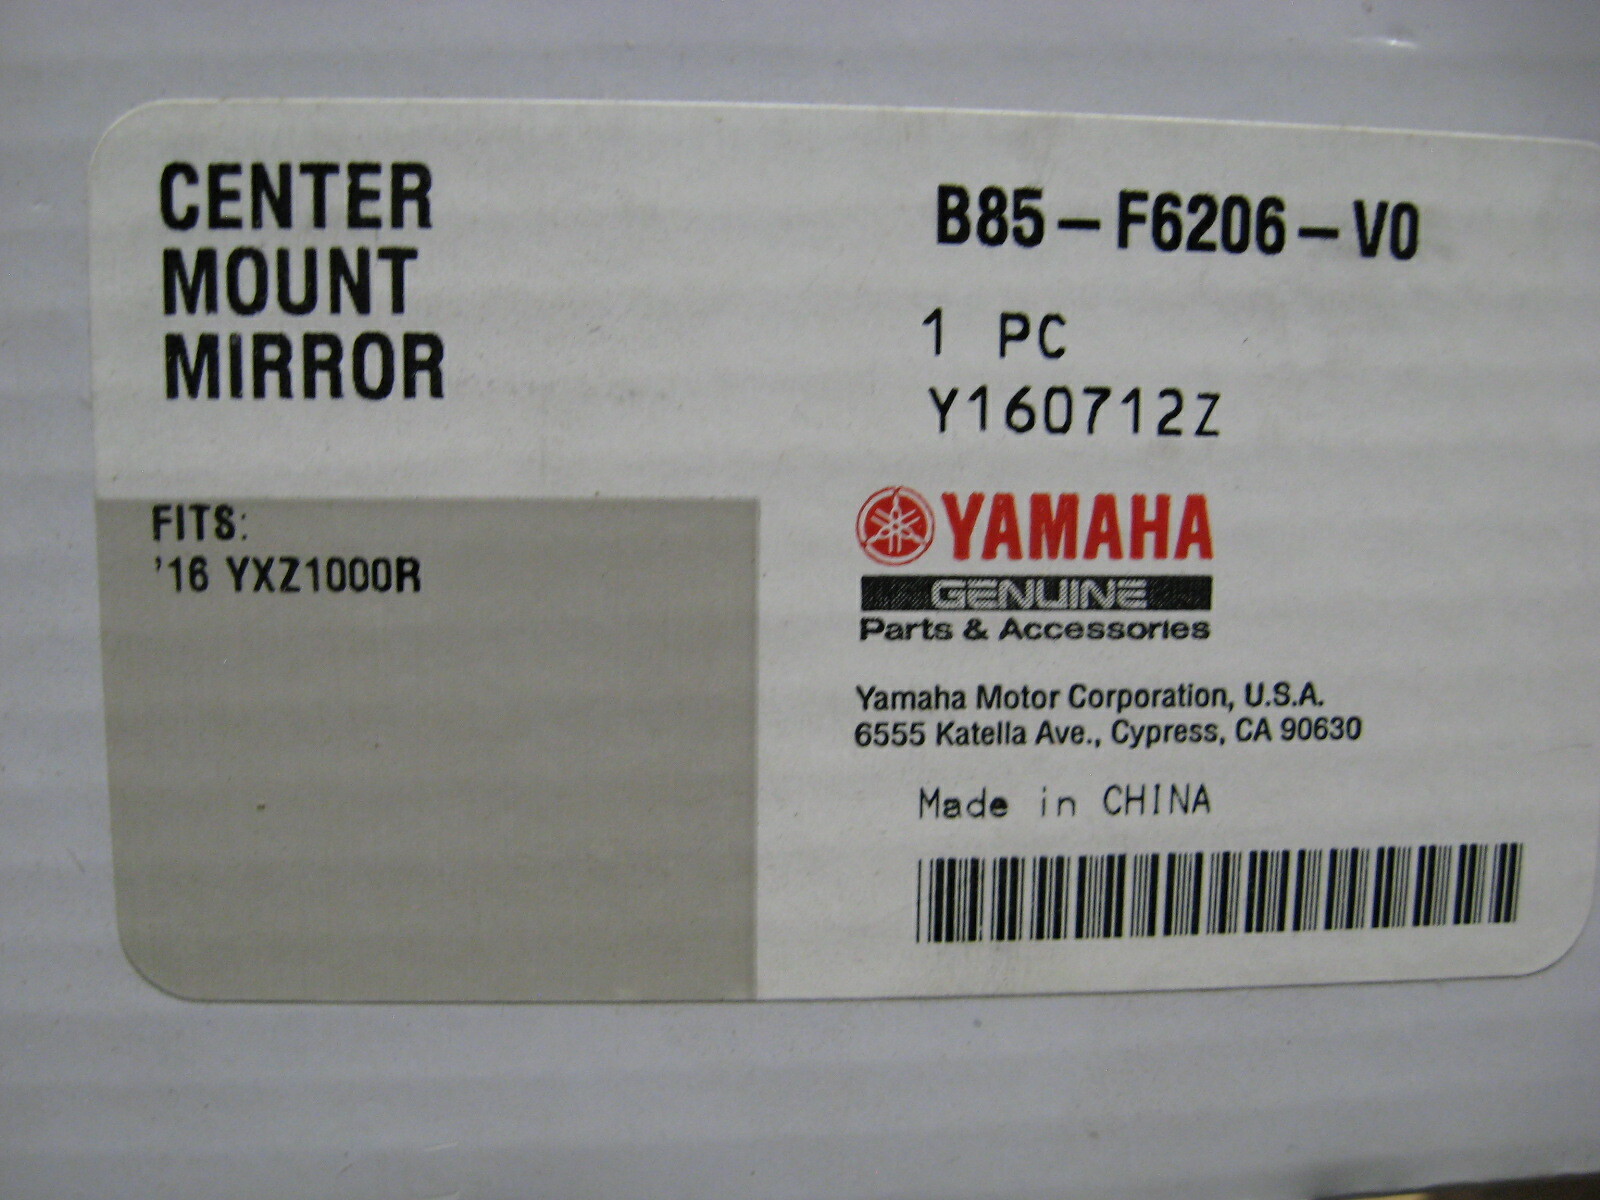 CENTER
MOUNT
MIRROR
FITS:
'16 YXZ1000R
B85-F6206-V0
1 PC
Y160712Z
YAMAHA
GENUINE
Parts & Accessories
Yamaha Motor Corporation, U.S.A.
6555 Katella Ave., Cypress, CA 90630
Made in CHINA